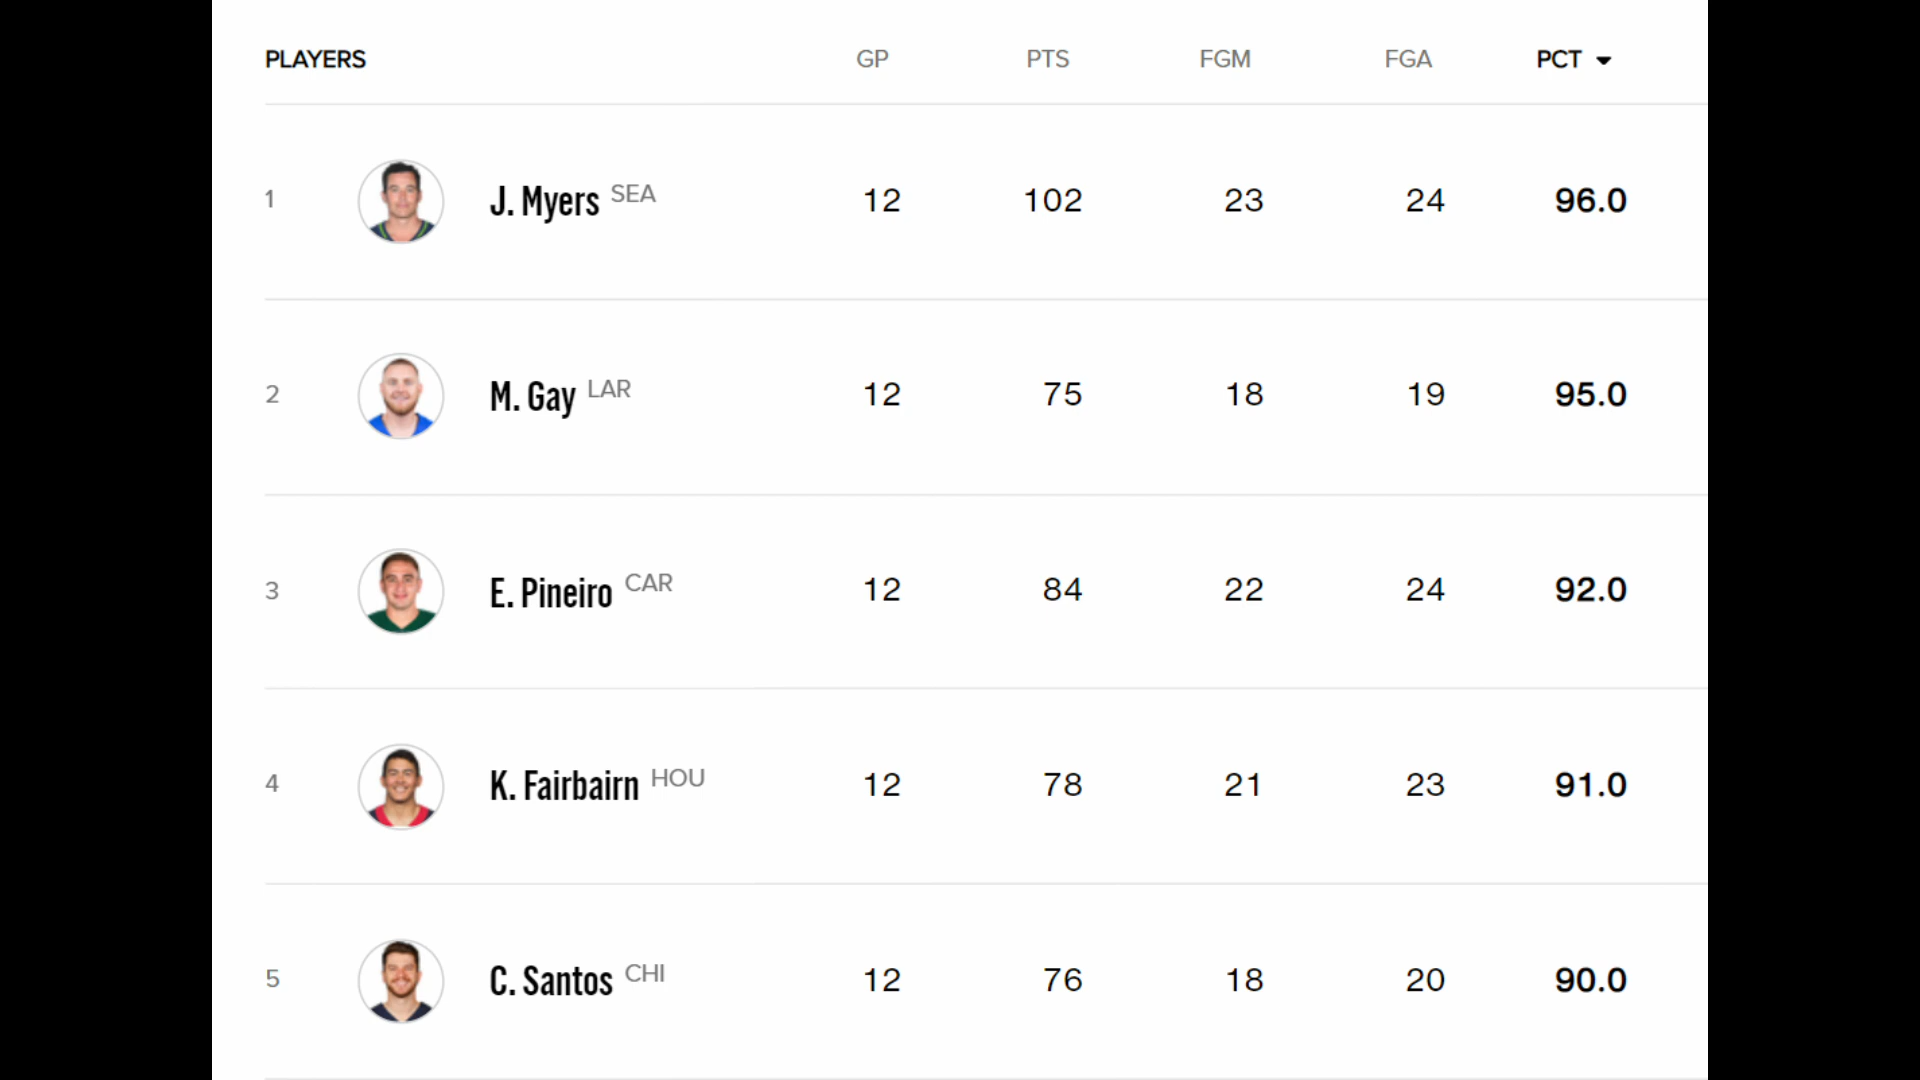 PLAYERS GP PTS FGM FGA PCT
1 J. Myers SEA 12 102 23 24 96.0
2 M. Gay LAR 12 75 18 19 95.0
3 E. Pineiro CAR 12 84 22 24 92.0
4 K. Fairbairn HOU 12 78 21 23 91.0
5 C. Santos CHI 12 76 18 20 90.0